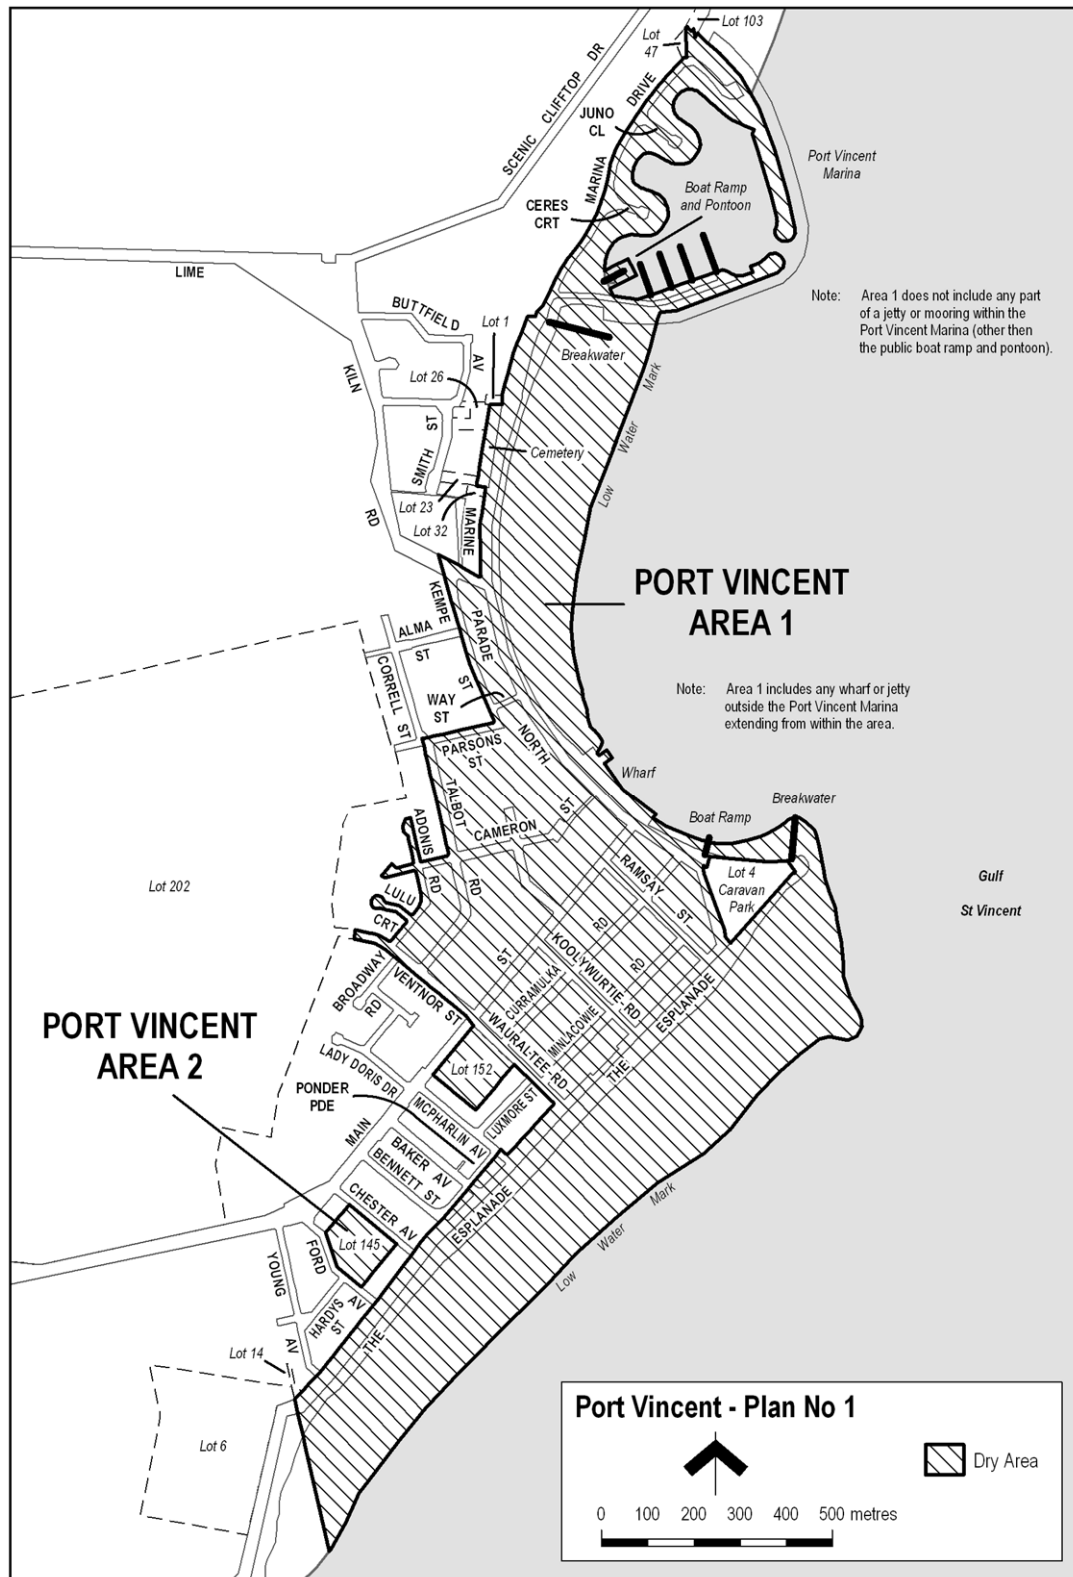 Lot 103
Lot
47
SCENIC CLIFFTOP DR
MARINA DRIVE
JUNO
CL
CERES
CRT
Boat Ramp
and Pontoon
Port Vincent
Marina
LIME
KILN
RD
BUTTFIELD
AV
Lot 1
Lot 26
Breakwater
Note: Area 1 does not include any part
of a jetty or mooring within the
Port Vincent Marina (other then
the public boat ramp and pontoon).
SMITH
ST
Cemetery
Low Water Mark
Lot 23
Lot 32
MARINE
PARADE
KEMPE
ST
PORT VINCENT
AREA 1
ALMA
ST
CORRELL ST
WAY
ST
Note: Area 1 includes any wharf or jetty
outside the Port Vincent Marina
extending from within the area.
PARSONS
ST
NORTH
Wharf
TALBOT
RD
ADONIS
RD
CAMERON
ST
Boat Ramp
Breakwater
RAMSAY
ST
Lot 4
Caravan
Park
Gulf
St Vincent
Lot 202
LULU
CRT
BROADWAY
RD
VENTNOR ST
ST
KOOLYWURTIE RD
CURRAMULKA
RD
WAURALTEE RD
MINLACOWIE
RD
THE ESPLANADE
PORT VINCENT
AREA 2
LADY DORIS DR
Lot 152
PONDER
PDE
MCPHARLIN AV
LUXMORE ST
MAIN
BAKER AV
BENNETT ST
CHESTER AV
THE ESPLANADE
Low Water Mark
Lot 145
FORD
AV
YOUNG
AV
HARDYS
ST
Lot 14
Lot 6
Port Vincent - Plan No 1
Dry Area
0 100 200 300 400 500 metres